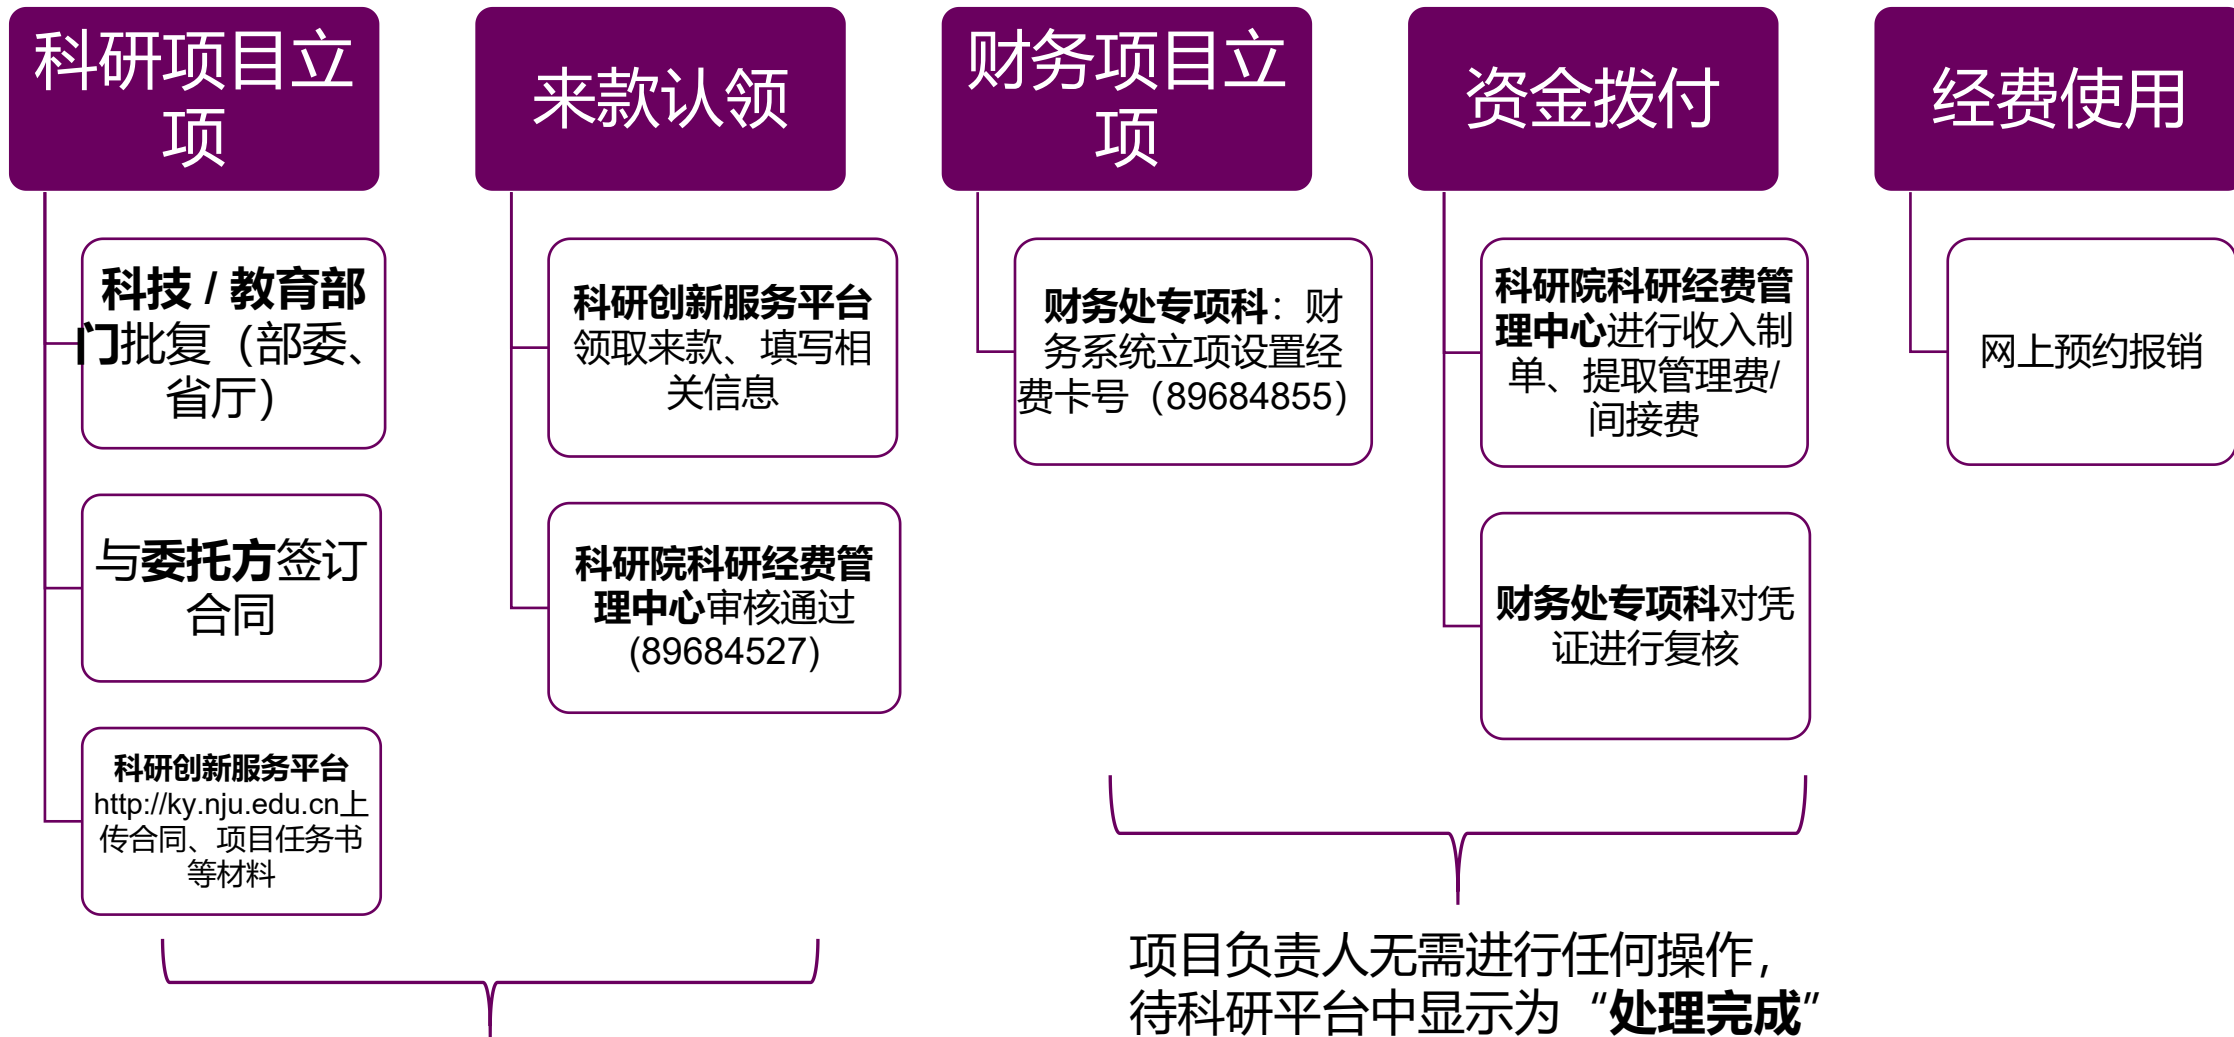 科研项目立
项
科技 / 教育部
门批复（部委、
省厅）
与委托方签订
合同
科研创新服务平台
http://ky.nju.edu.cn上
传合同、项目任务书
等材料
来款认领
科研创新服务平台
领取来款、填写相
关信息
科研院科研经费管
理中心审核通过
(89684527)
财务项目立
项
财务处专项科：财
务系统立项设置经
费卡号（89684855）
资金拨付
科研院科研经费管
理中心进行收入制
单、提取管理费/
间接费
财务处专项科对凭
证进行复核
经费使用
网上预约报销
项目负责人无需进行任何操作，
待科研平台中显示为“处理完成”